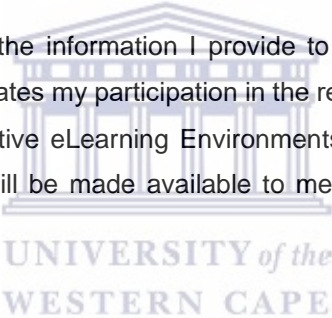 the information I provide to
ates my participation in the re
tive eLearning Environments
ill be made available to me
UNIVERSITY of the
WESTERN CAPE